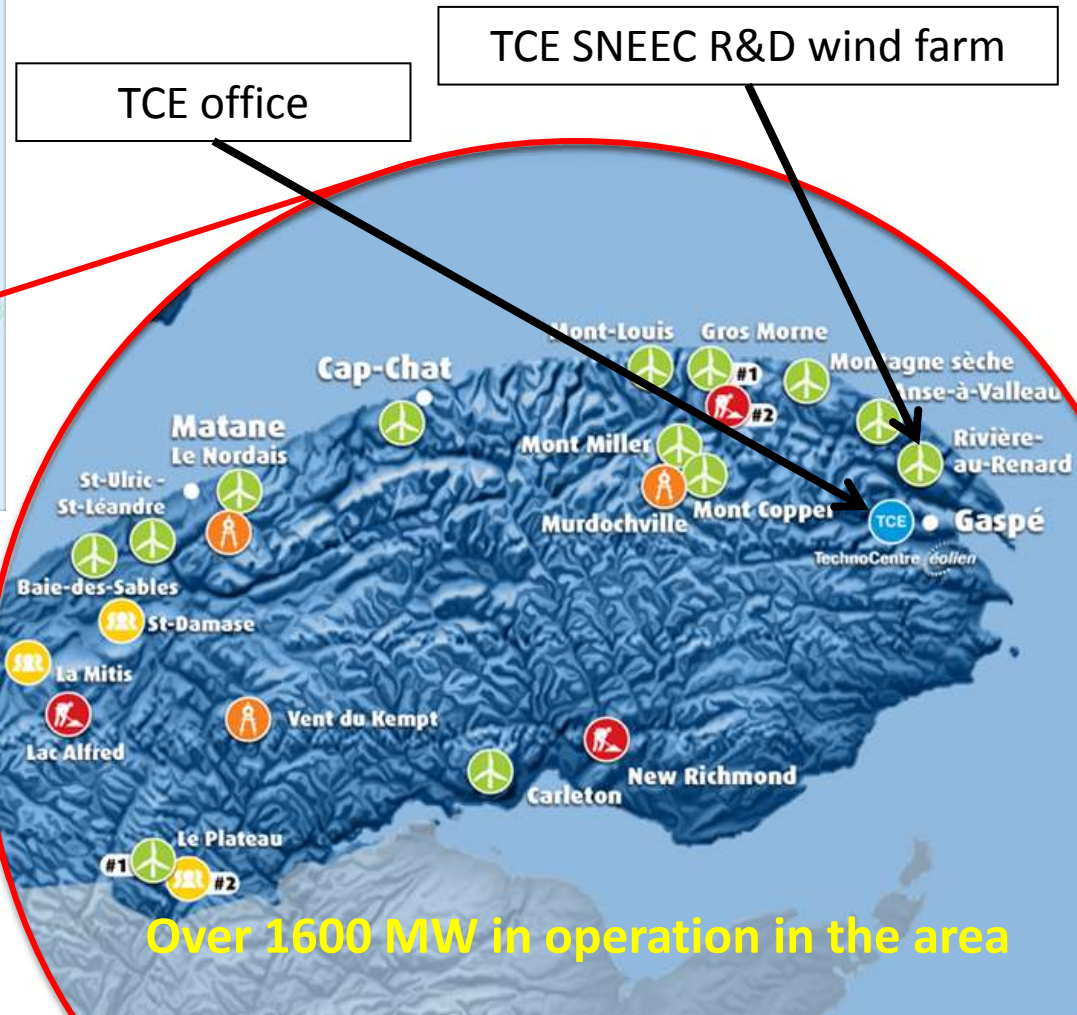 TCE SNEEC R&D wind farm
TCE office
Mont-Louis
Gros Morne
#1
#2
Montagne sèche
Anse-à-Valleau
Cap-Chat
Rivière-
au-Renard
Matane
Le Nordais
Mont Miller
St-Ulric -
St-Léandre
Murdochville
Mont Copper
TCE
Gaspé
TechnoCentre éolien
Baie-des-Sables
St-Damase
La Mitis
Vent du Kempt
Lac Alfred
New Richmond
Carleton
Le Plateau
#1
#2
Over 1600 MW in operation in the area